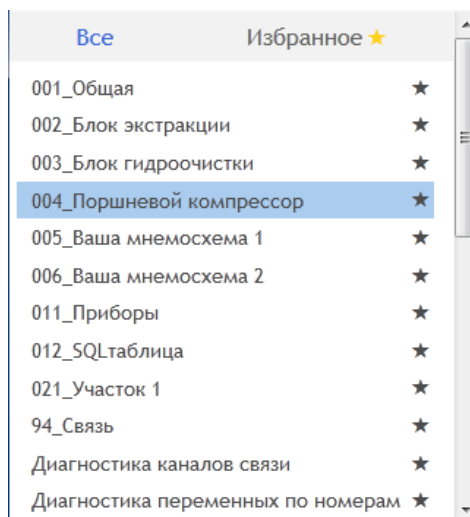 Все Избранное
001_Общая
002_Блок экстракции
003_Блок гидроочистки
004_Поршневой компрессор
005_Ваша мнемосхема 1
006_Ваша мнемосхема 2
011_Приборы
012_SQLтаблица
021_Участок 1
94_Связь
Диагностика каналов связи
Диагностика переменных по номерам